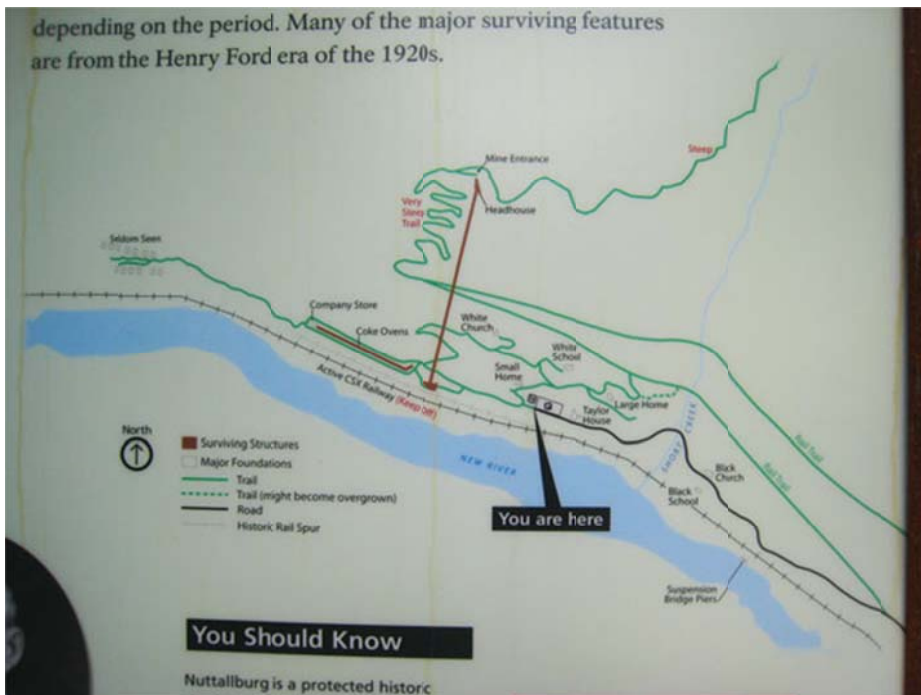 depending on the period. Many of the major surviving features
are from the Henry Ford era of the 1920s.
Mine Entrance
Steep
Headhouse
Very
Steep
Trail
Seldom Seen
Company Store
Coke Ovens
White
Church
White
School
Small
Home
Large Home
Taylor
House
Active CSX Railway (Keep Off)
North
Surviving Structures
Major Foundations
Trail
Trail (might become overgrown)
Road
Historic Rail Spur
NEW RIVER
SHORT CREEK
Rail Trail
Rail Trail
Black
Church
Black
School
You are here
Suspension
Bridge Piers
You Should Know
Nuttallburg is a protected historic